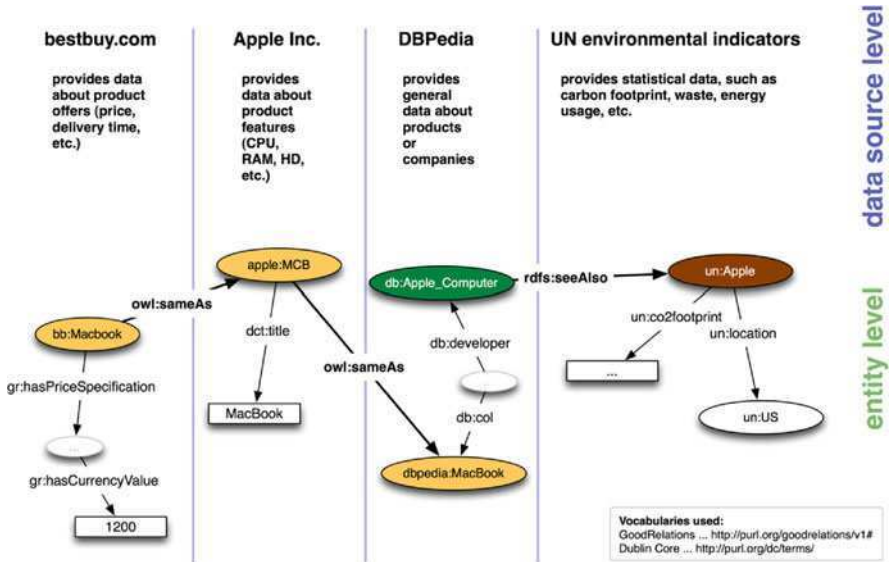 bestbuy.com
provides data
about product
offers (price,
delivery time,
etc.)
Apple Inc.
provides
data about
product
features
(CPU,
RAM, HD,
etc.)
DBPedia
provides
general
data about
products
or
companies
UN environmental indicators
provides statistical data, such as
carbon footprint, waste, energy
usage, etc.
data source level
entity level
bb:Macbook
owl:sameAs
gr:hasPriceSpecification
...
gr:hasCurrencyValue
1200
apple:MCB
dct:title
MacBook
owl:sameAs
db:Apple_Computer
rdfs:seeAlso
db:developer
db:col
dbpedia:MacBook
un:Apple
un:co2footprint
un:location
...
un:US
Vocabularies used:
GoodRelations ... http://purl.org/goodrelations/v1#
Dublin Core ... http://purl.org/dc/terms/